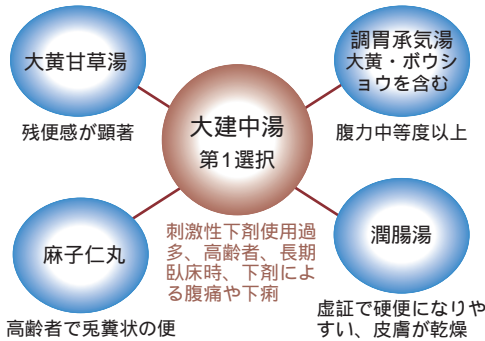 大黄甘草湯
残便感が顕著
調胃承気湯
大黄・ボウシ
ョウを含む
腹力中等度以上
大建中湯
第1選択
刺激性下剤使用過
多、高齢者、長期
臥床時、下剤によ
る腹痛や下痢
麻子仁丸
高齢者で兎糞状の便
潤腸湯
虚証で硬便になりや
すい、皮膚が乾燥